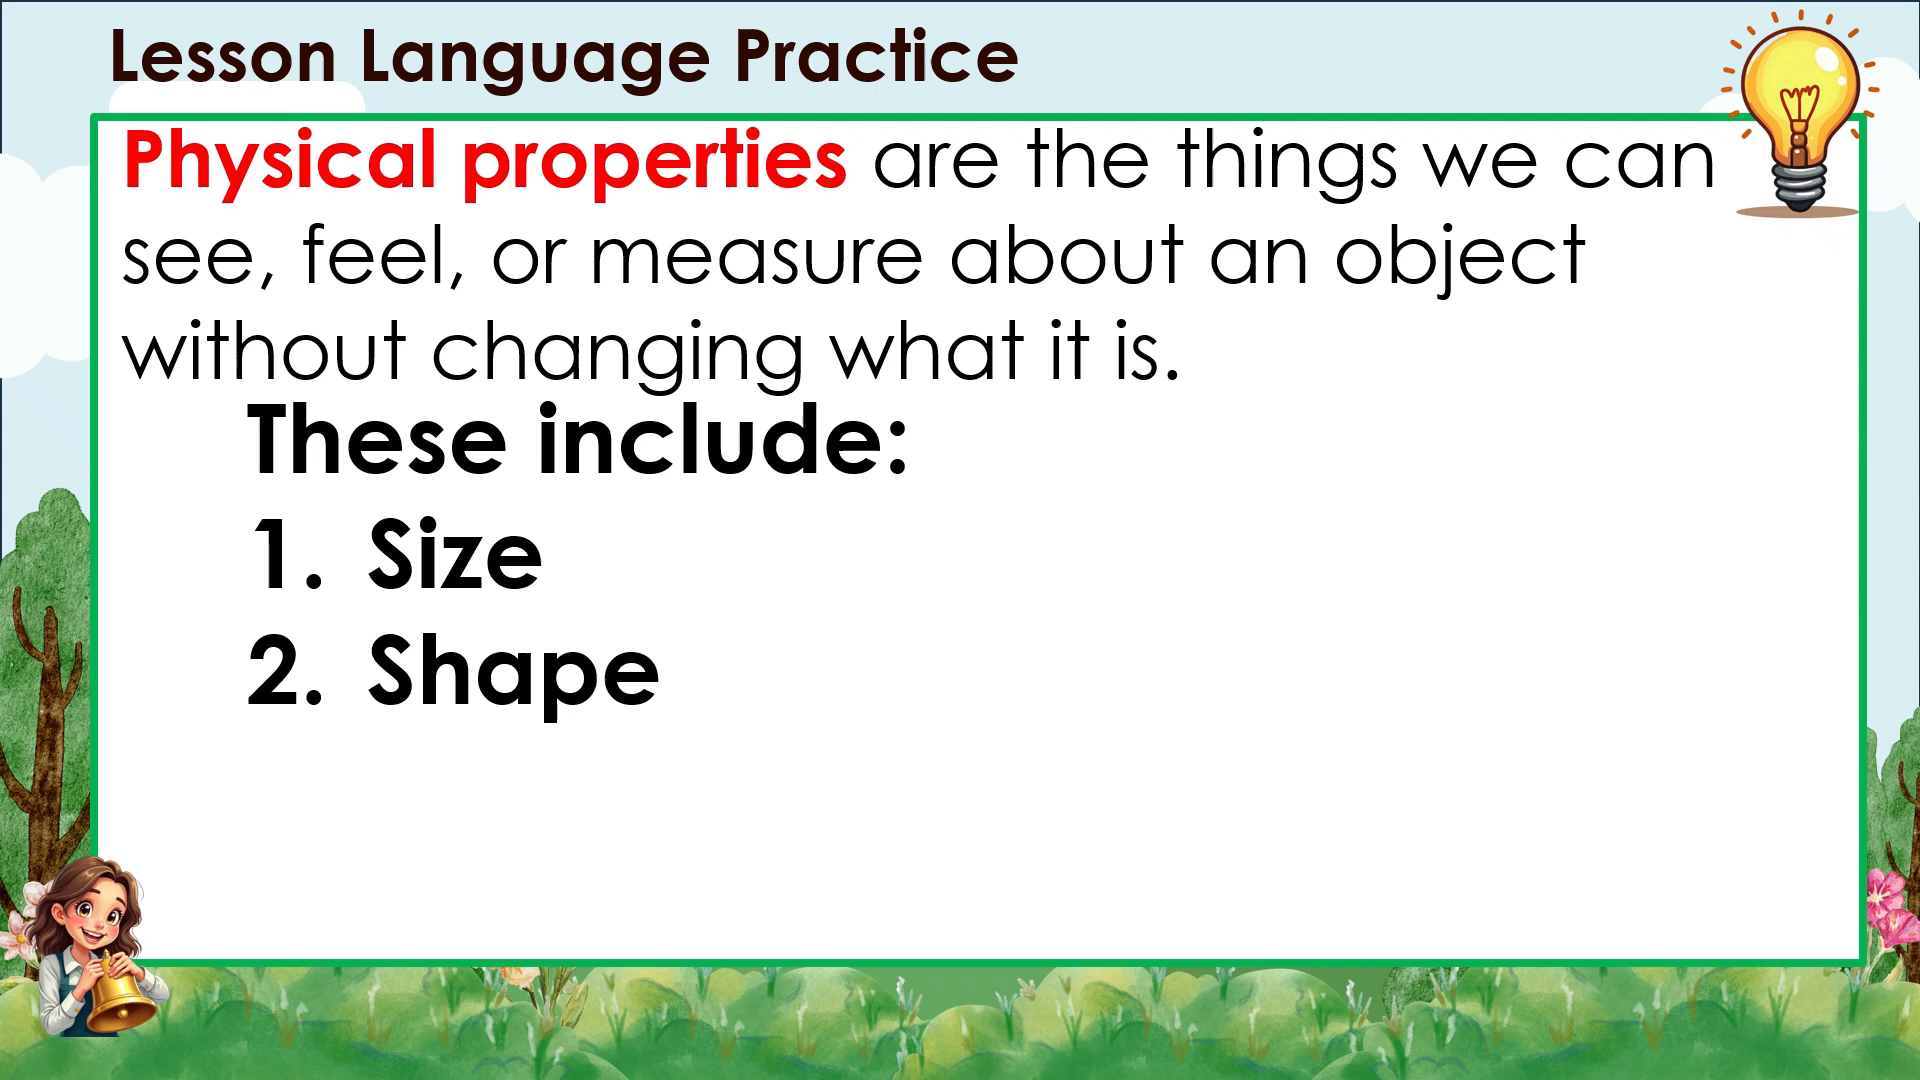 Lesson Language Practice
Physical properties are the things we can
see, feel, or measure about an object
without changing what it is.
These include:
1. Size
2. Shape